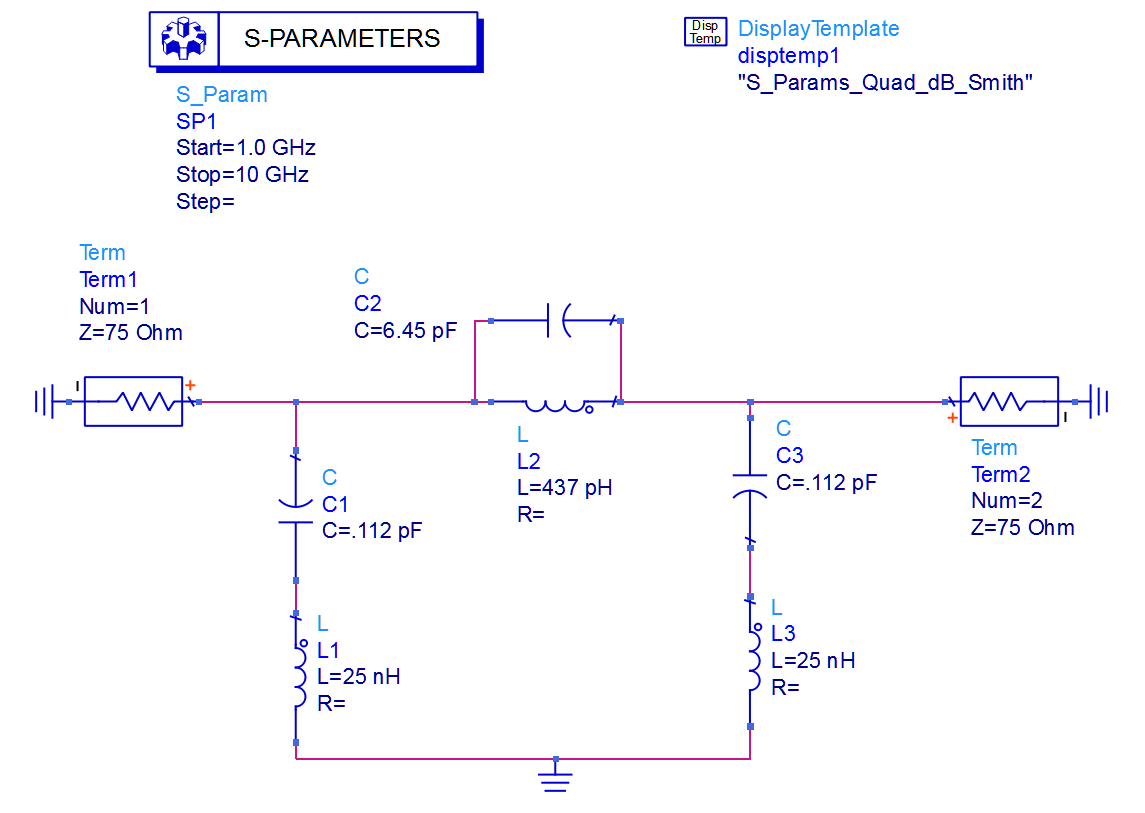 S-PARAMETERS
S_Param
SP1
Start=1.0 GHz
Stop=10 GHz
Step=
Disp
Temp
DisplayTemplate
disptemp1
"S_Params_Quad_dB_Smith"
Term
Term1
Num=1
Z=75 Ohm
C
C2
C=6.45 pF
L
L2
L=437 pH
R=
C
C1
C=.112 pF
L
L1
L=25 nH
R=
C
C3
C=.112 pF
L
L3
L=25 nH
R=
Term
Term2
Num=2
Z=75 Ohm